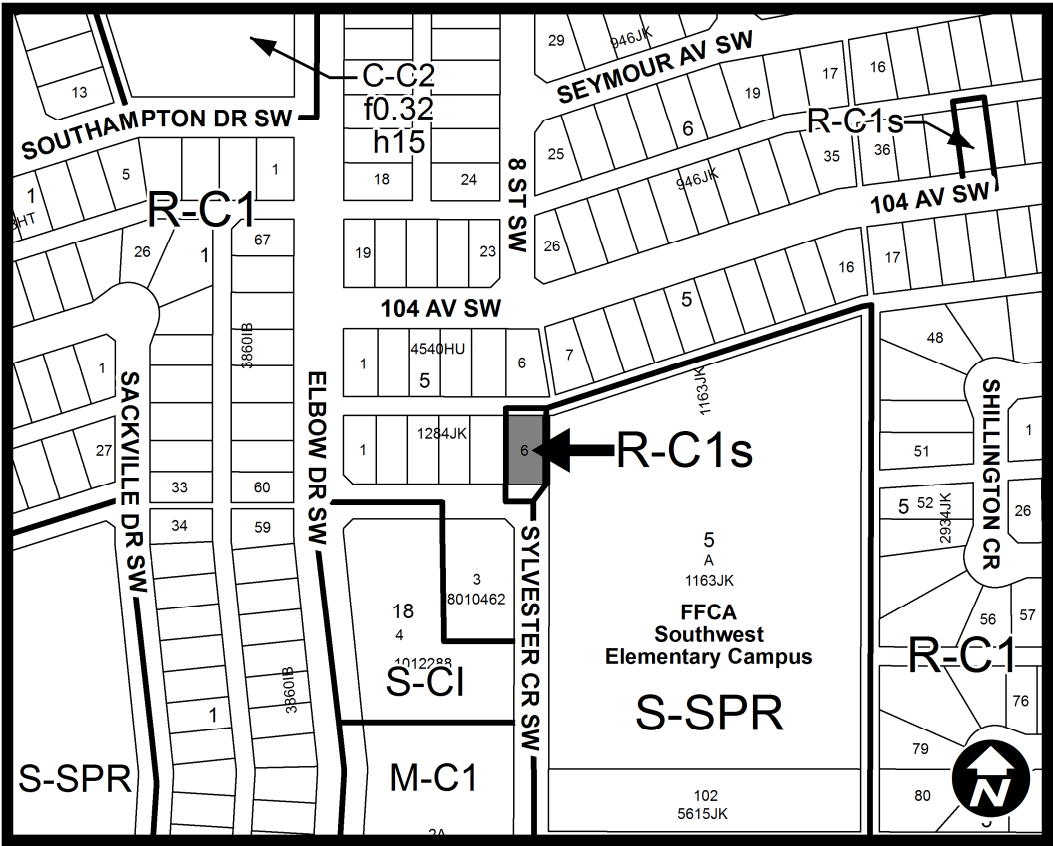 29
946JK
SEYMOUR AV SW
17
16
C-C2
f0.32
h15
13
19
SOUTHAMPTON DR SW
6
R-C1s
25
35
36
5
1
18
24
8 ST SW
946JK
104 AV SW
1
HT
R-C1
26
1
67
19
23
26
16
17
104 AV SW
5
3860IB
48
1
4540HU
5
6
7
1163JK
1
SACKVILLE DR SW
ELBOW DR SW
SHILLINGTON CR
1
27
1
1284JK
6
R-C1s
51
33
60
5
52
2934JK
26
34
59
SYLVESTER CR SW
5
A
1163JK
3
8010462
18
4
1012288
S-CI
FFCA
Southwest
Elementary Campus
56
57
R-C1
3860IB
1
S-SPR
76
79
S-SPR
M-C1
102
5615JK
80
N
2A